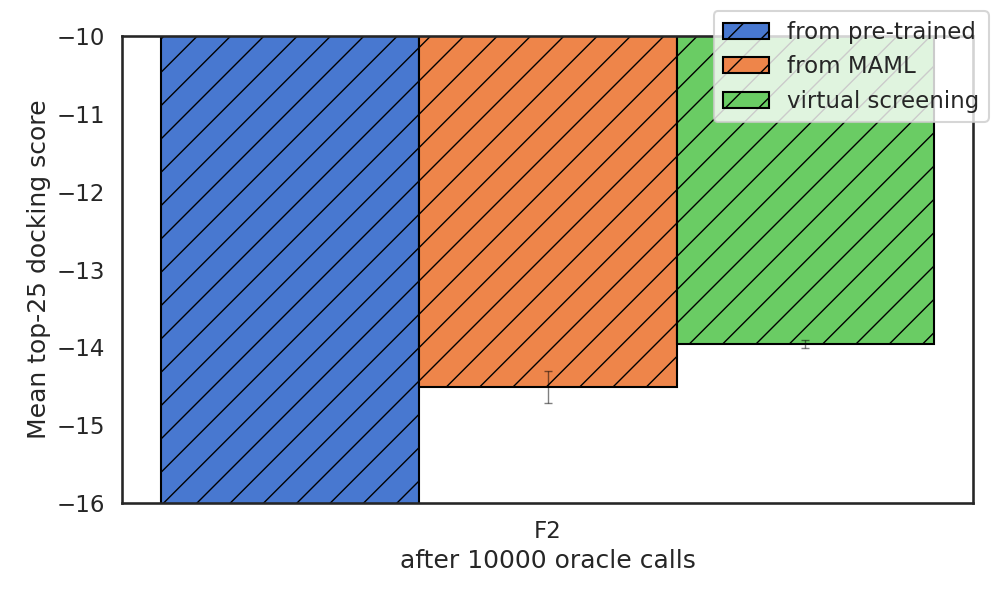 from pre-trained
from MAML
virtual screening
−10
−11
−12
−13
−14
−15
−16
Mean top-25 docking score
F2
after 10000 oracle calls